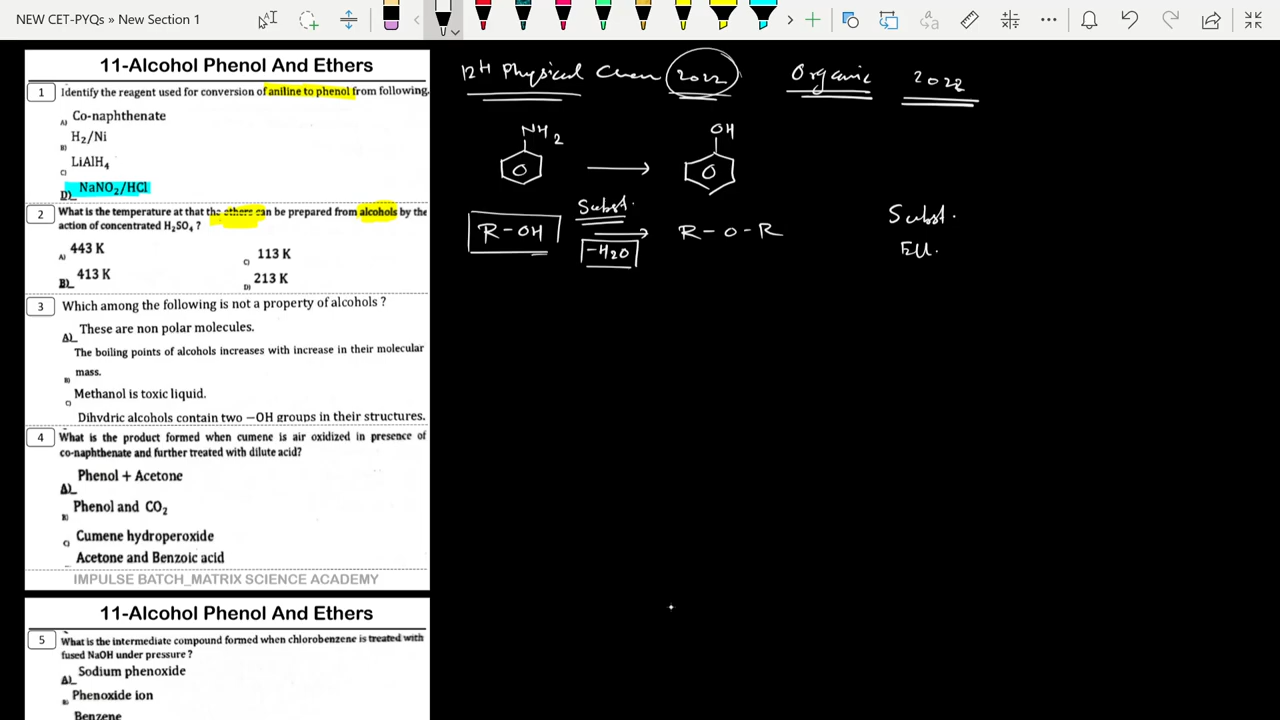 NEW CET-PYQs » New Section 1
11-Alcohol Phenol And Ethers
1 Identify the reagent used for conversion of aniline to phenol from following.
A) Co-naphthenate
B) H₂/Ni
C) LiAlH₄
D) NaNO₂/HCl
2 What is the temperature at that the ethers can be prepared from alcohols by the
action of concentrated H₂SO₄ ?
A) 443 K
C) 113 K
B) 413 K
D) 213 K
3 Which among the following is not a property of alcohols ?
A) These are non polar molecules.
The boiling points of alcohols increases with increase in their molecular
B) mass.
C) Methanol is toxic liquid.
Dihydric alcohols contain two –OH groups in their structures.
4 What is the product formed when cumene is air oxidized in presence of
co-naphthenate and further treated with dilute acid?
A) Phenol + Acetone
B) Phenol and CO₂
C) Cumene hydroperoxide
Acetone and Benzoic acid
IMPULSE BATCH_MATRIX SCIENCE ACADEMY
11-Alcohol Phenol And Ethers
5 What is the intermediate compound formed when chlorobenzene is treated with
fused NaOH under pressure ?
A) Sodium phenoxide
B) Phenoxide ion
Benzene
12th Physical Chem 2022 Organic 2022
NH₂ OH
Subst.
R-OH R-O-R
-H₂O
Subst.
Ell.